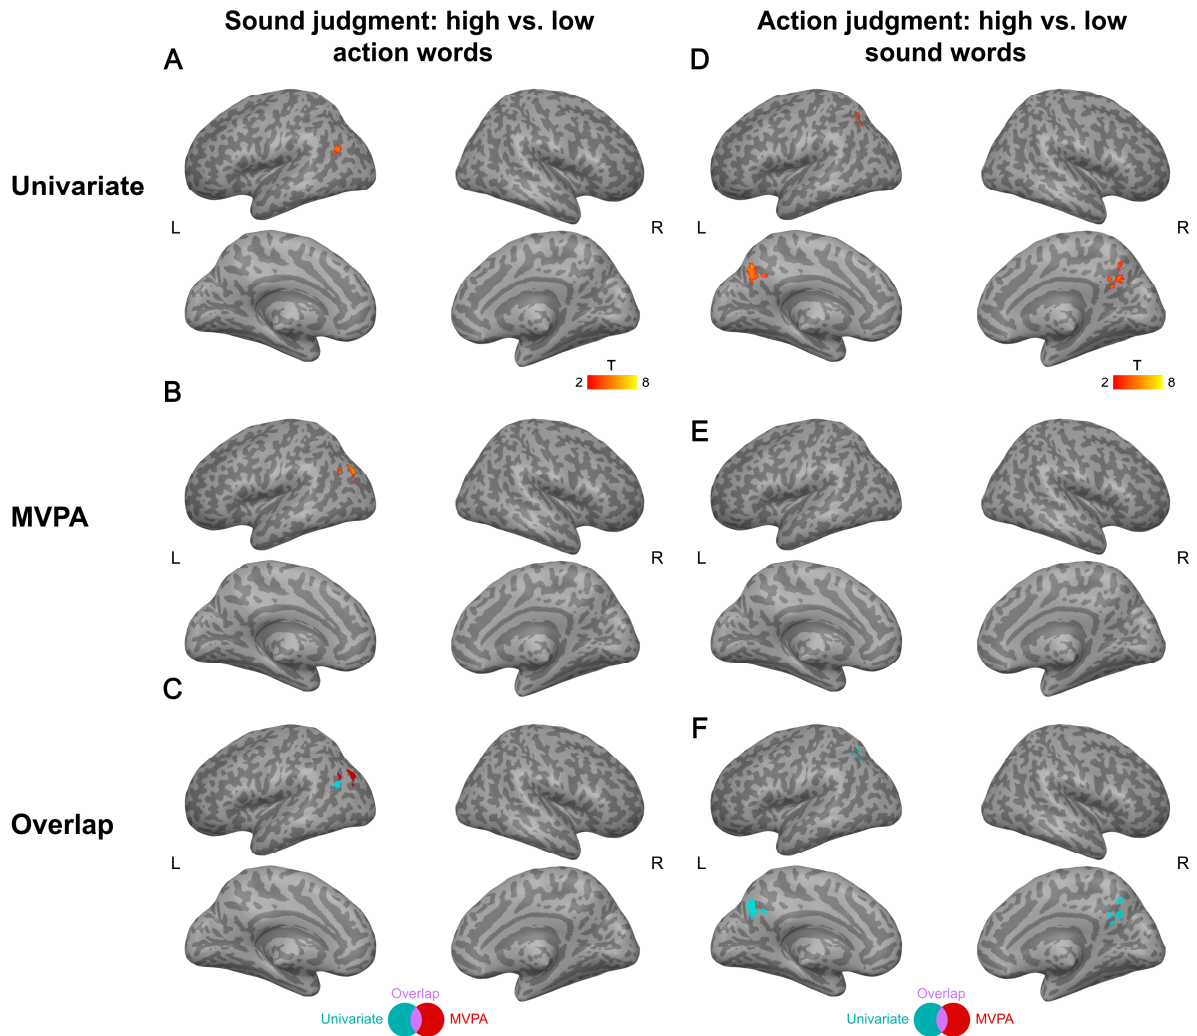 Sound judgment: high vs. low
action words
Action judgment: high vs. low
sound words
A
D
Univariate
L
R
L
R
T
2
8
T
2
8
B
E
MVPA
L
R
L
R
C
F
Overlap
L
R
L
R
Overlap
Univariate
MVPA
Overlap
Univariate
MVPA